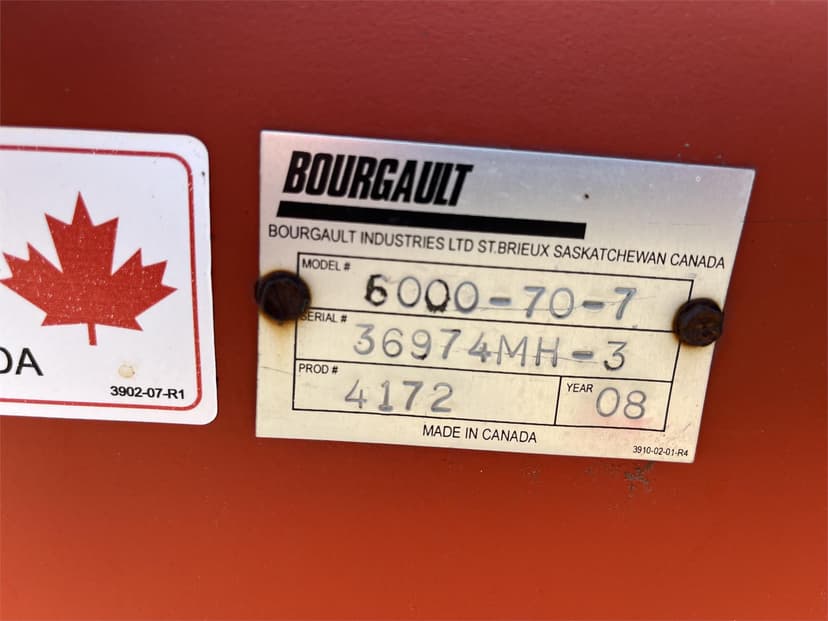 DA
3902-07-R1
BOURGAULT
BOURGAULT INDUSTRIES LTD ST.BRIEUX SASKATCHEWAN CANADA
MODEL # 6000-70-7
SERIAL # 36974MH-3
PROD # 4172 YEAR 08
MADE IN CANADA
3910-02-01-R4